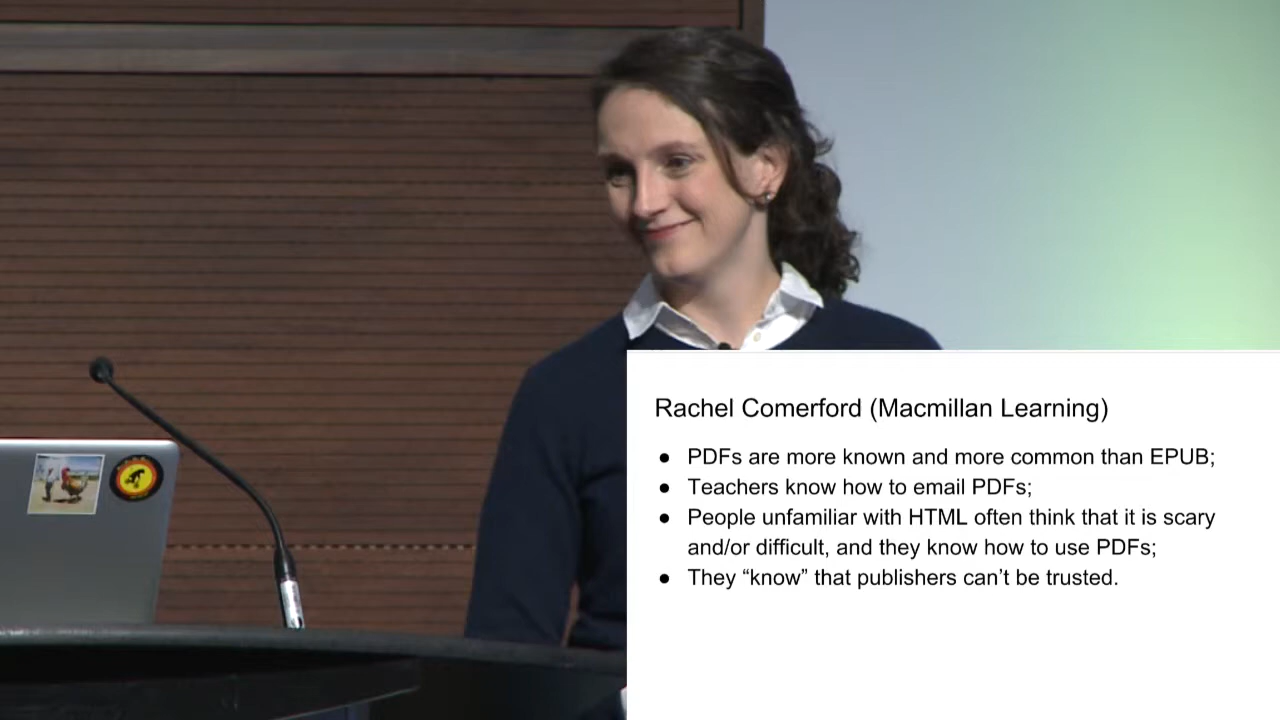 Rachel Comerford (Macmillan Learning)
● PDFs are more known and more common than EPUB;
● Teachers know how to email PDFs;
● People unfamiliar with HTML often think that it is scary
and/or difficult, and they know how to use PDFs;
● They “know” that publishers can’t be trusted.